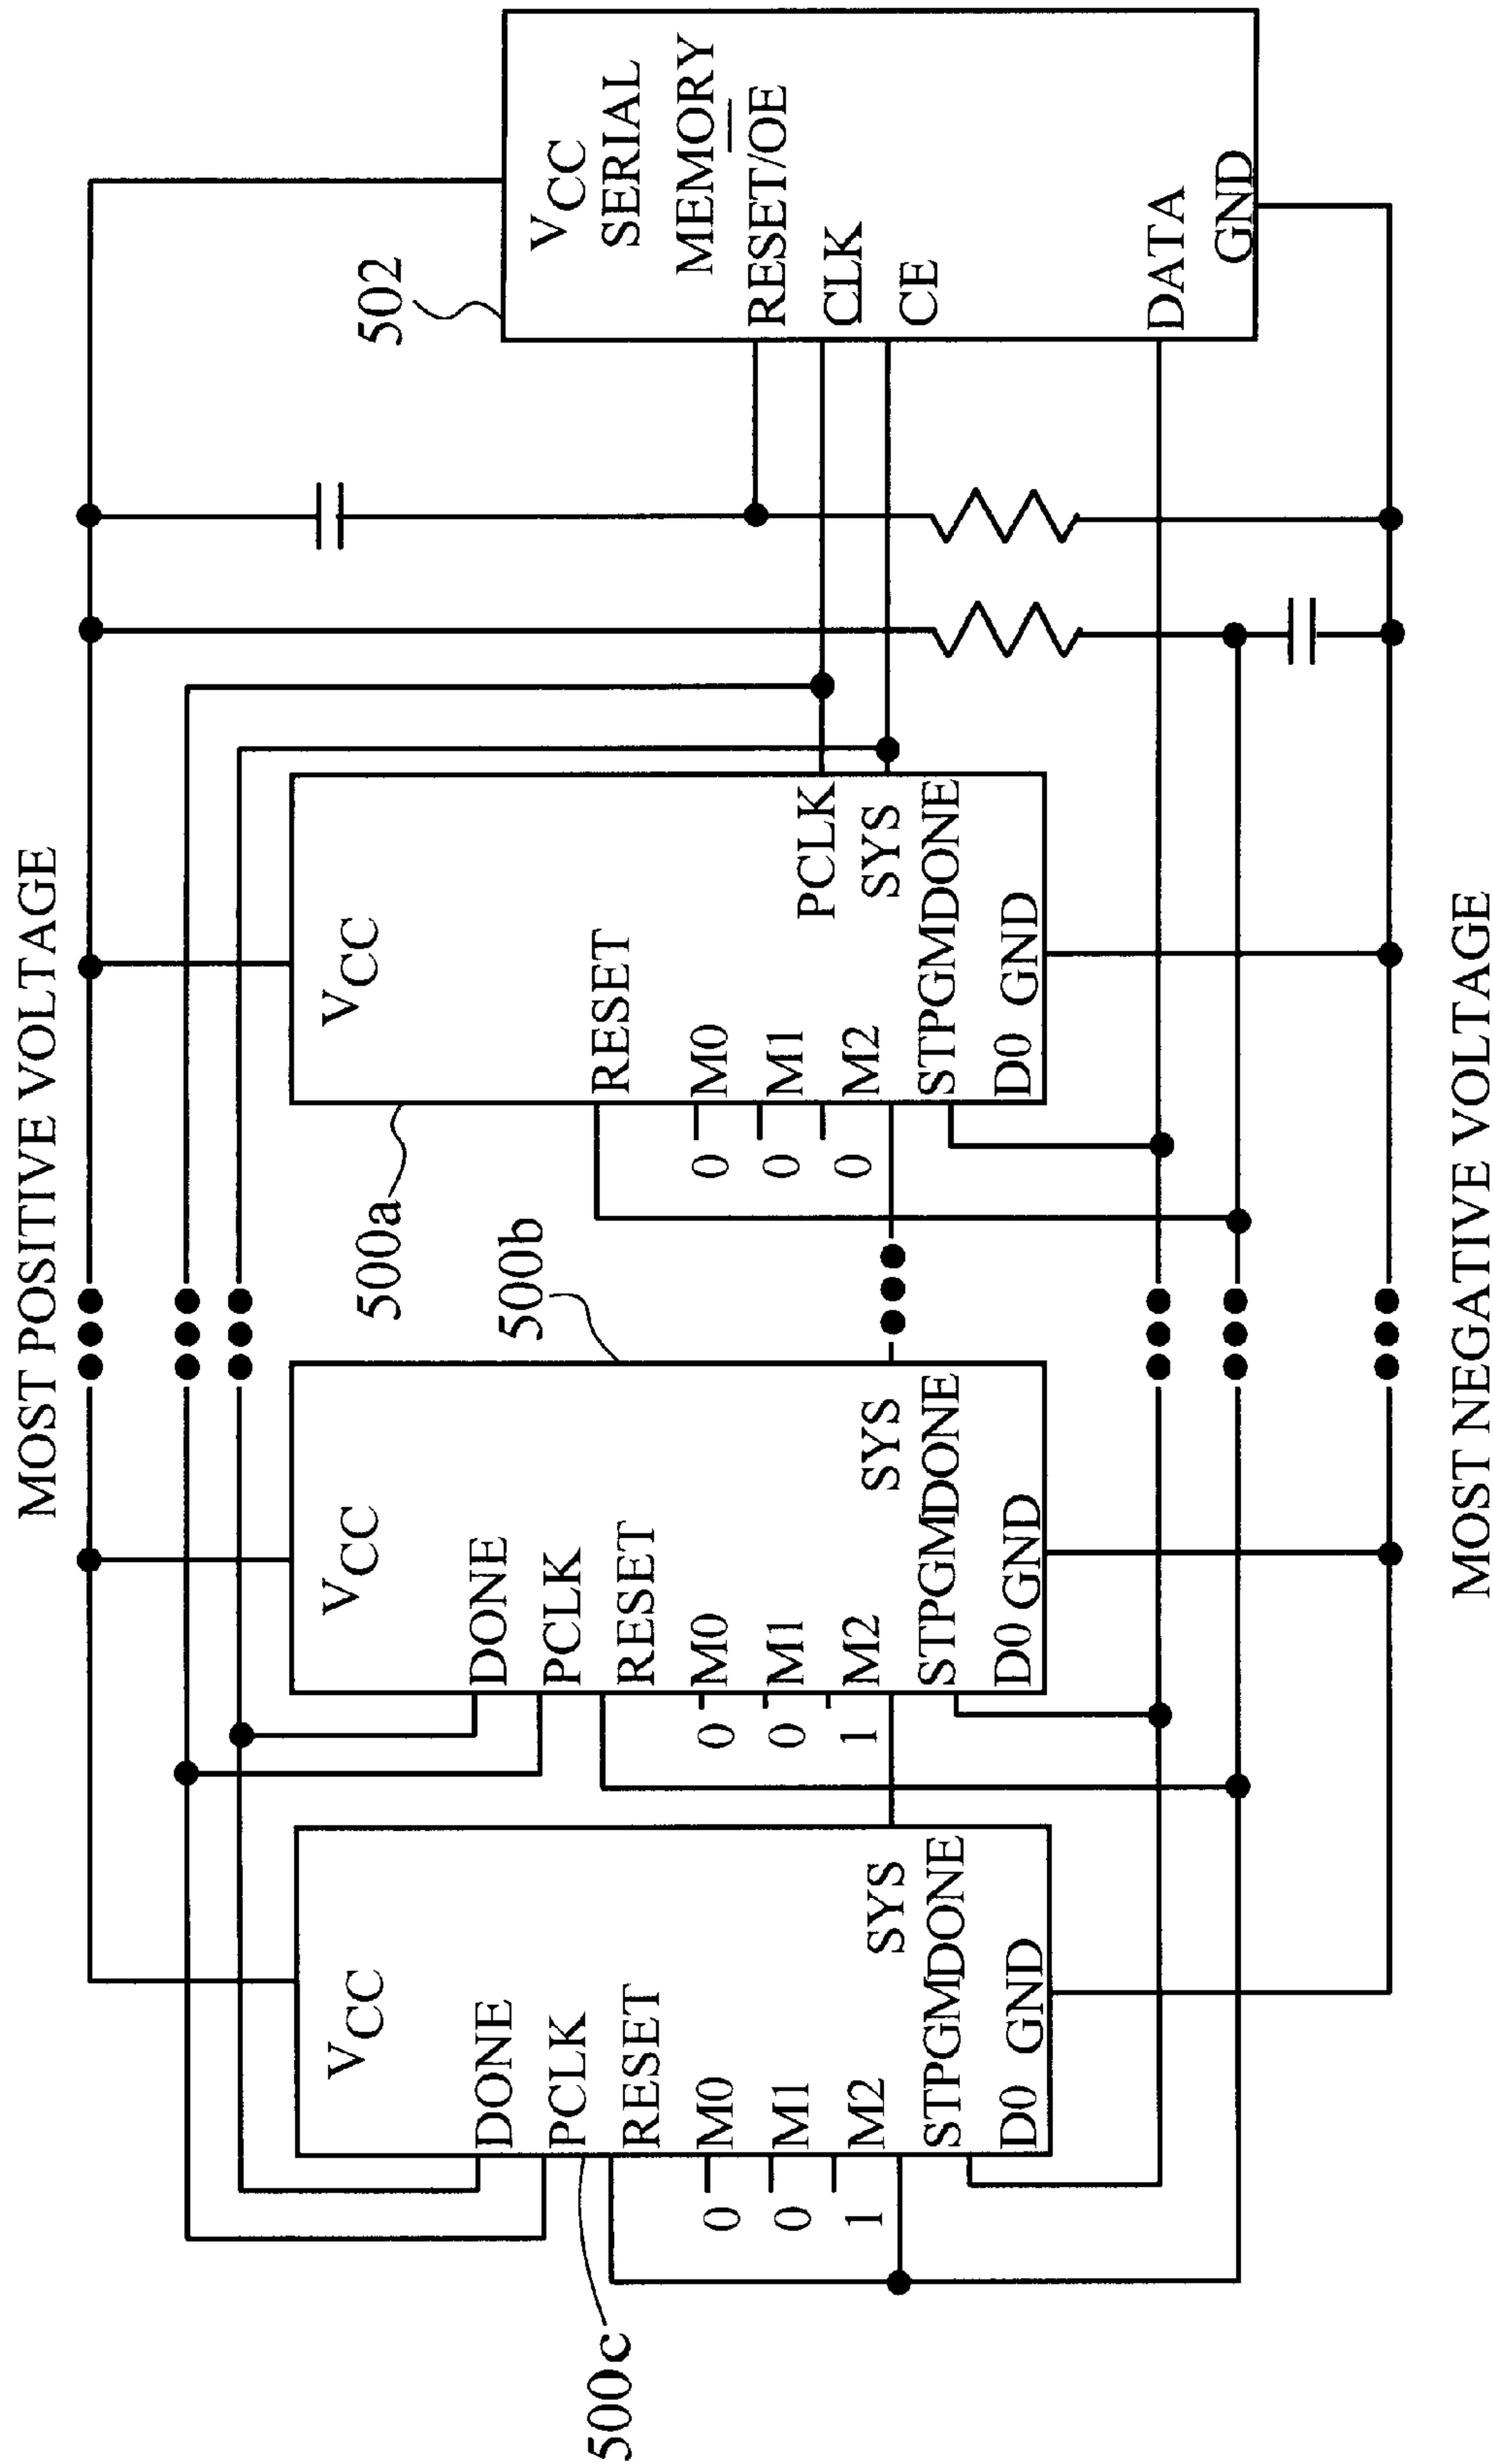 MOST POSITIVE VOLTAGE
502
VCC
SERIAL
MEMORY
RESET/OE
CLK
CE
DATA
GND
500a
VCC
RESET
PCLK
M0
0
M1
0
SYS
M2
0
STPGMDONE
D0 GND
500b
VCC
DONE
PCLK
RESET
M0
0
M1
0
SYS
M2
1
STPGMDONE
D0 GND
500c
VCC
DONE
PCLK
RESET
M0
0
M1
0
SYS
M2
1
STPGMDONE
D0 GND
MOST NEGATIVE VOLTAGE